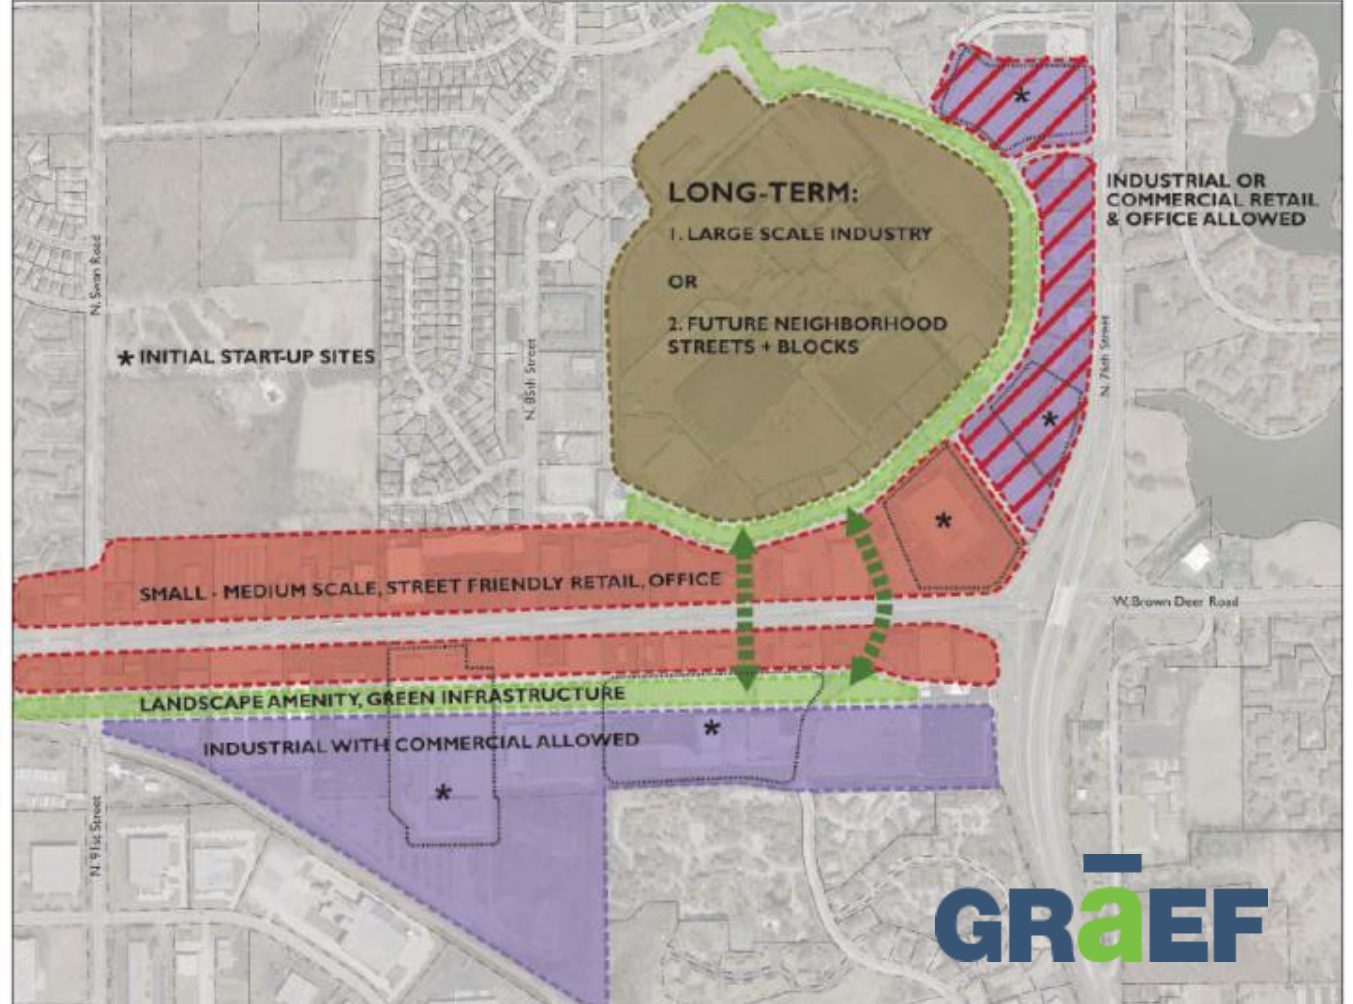 LONG-TERM:
1. LARGE SCALE INDUSTRY
OR
2. FUTURE NEIGHBORHOOD
STREETS + BLOCKS
INDUSTRIAL OR
COMMERCIAL RETAIL
& OFFICE ALLOWED
N. Swan Road
* INITIAL START-UP SITES
N. 85th Street
N. 76th Street
SMALL - MEDIUM SCALE, STREET FRIENDLY RETAIL, OFFICE
W. Brown Deer Road
LANDSCAPE AMENITY, GREEN INFRASTRUCTURE
INDUSTRIAL WITH COMMERCIAL ALLOWED
N. 91st Street
GRāEF